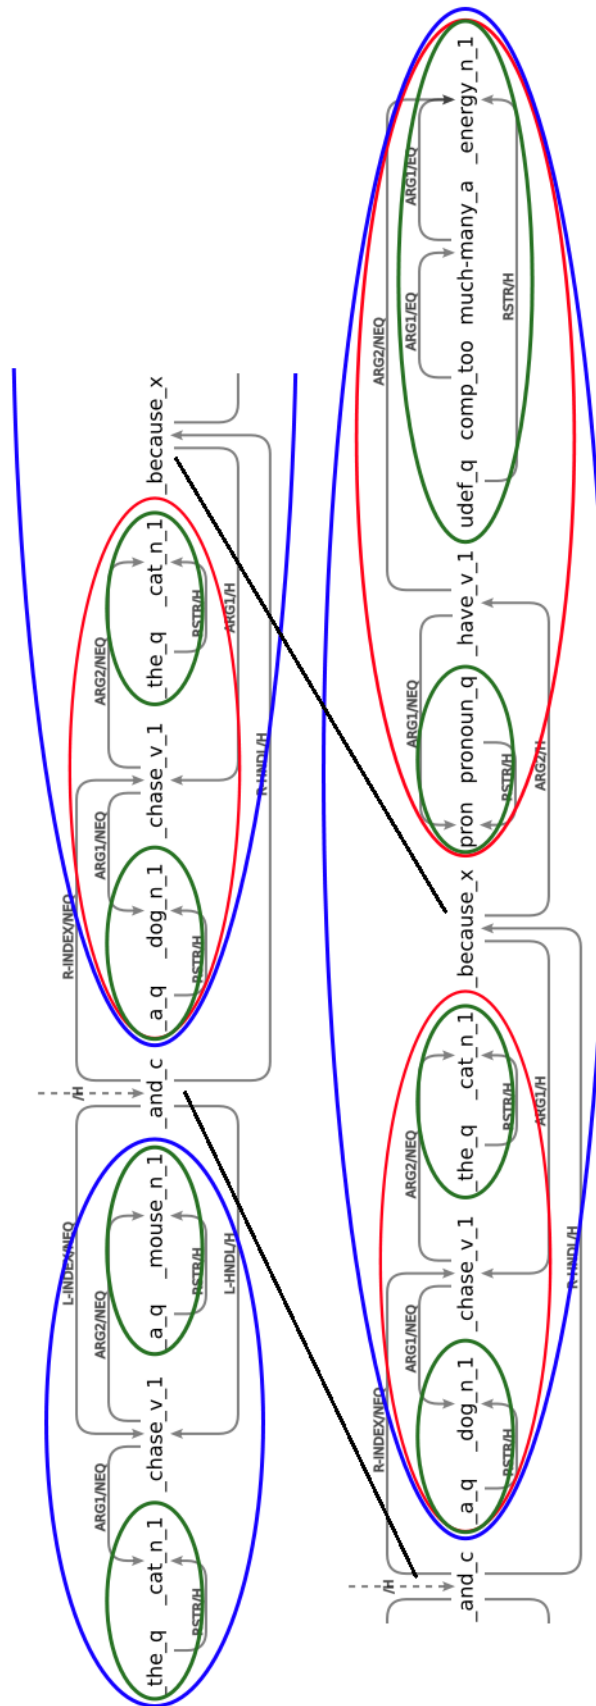 L-INDEX/NEQ /H R-INDEX/NEQ
ARG1/NEQ ARG2/NEQ ARG1/NEQ ARG2/NEQ
_the_q _cat_n_1 _chase_v_1 _a_q _mouse_n_1 _and_c _a_q _dog_n_1 _chase_v_1 _the_q _cat_n_1 _because_x
RSTR/H RSTR/H RSTR/H RSTR/H
L-HNDL/H ARG1/H
R-HNDL/H
/H R-INDEX/NEQ ARG2/NEQ
ARG1/NEQ ARG2/NEQ ARG1/NEQ ARG1/EQ ARG1/EQ
_and_c _a_q _dog_n_1 _chase_v_1 _the_q _cat_n_1 _because_x pron pronoun_q _have_v_1 udef_q comp_too much-many_a _energy_n_1
RSTR/H RSTR/H RSTR/H RSTR/H
ARG1/H ARG2/H
R-HNDL/H